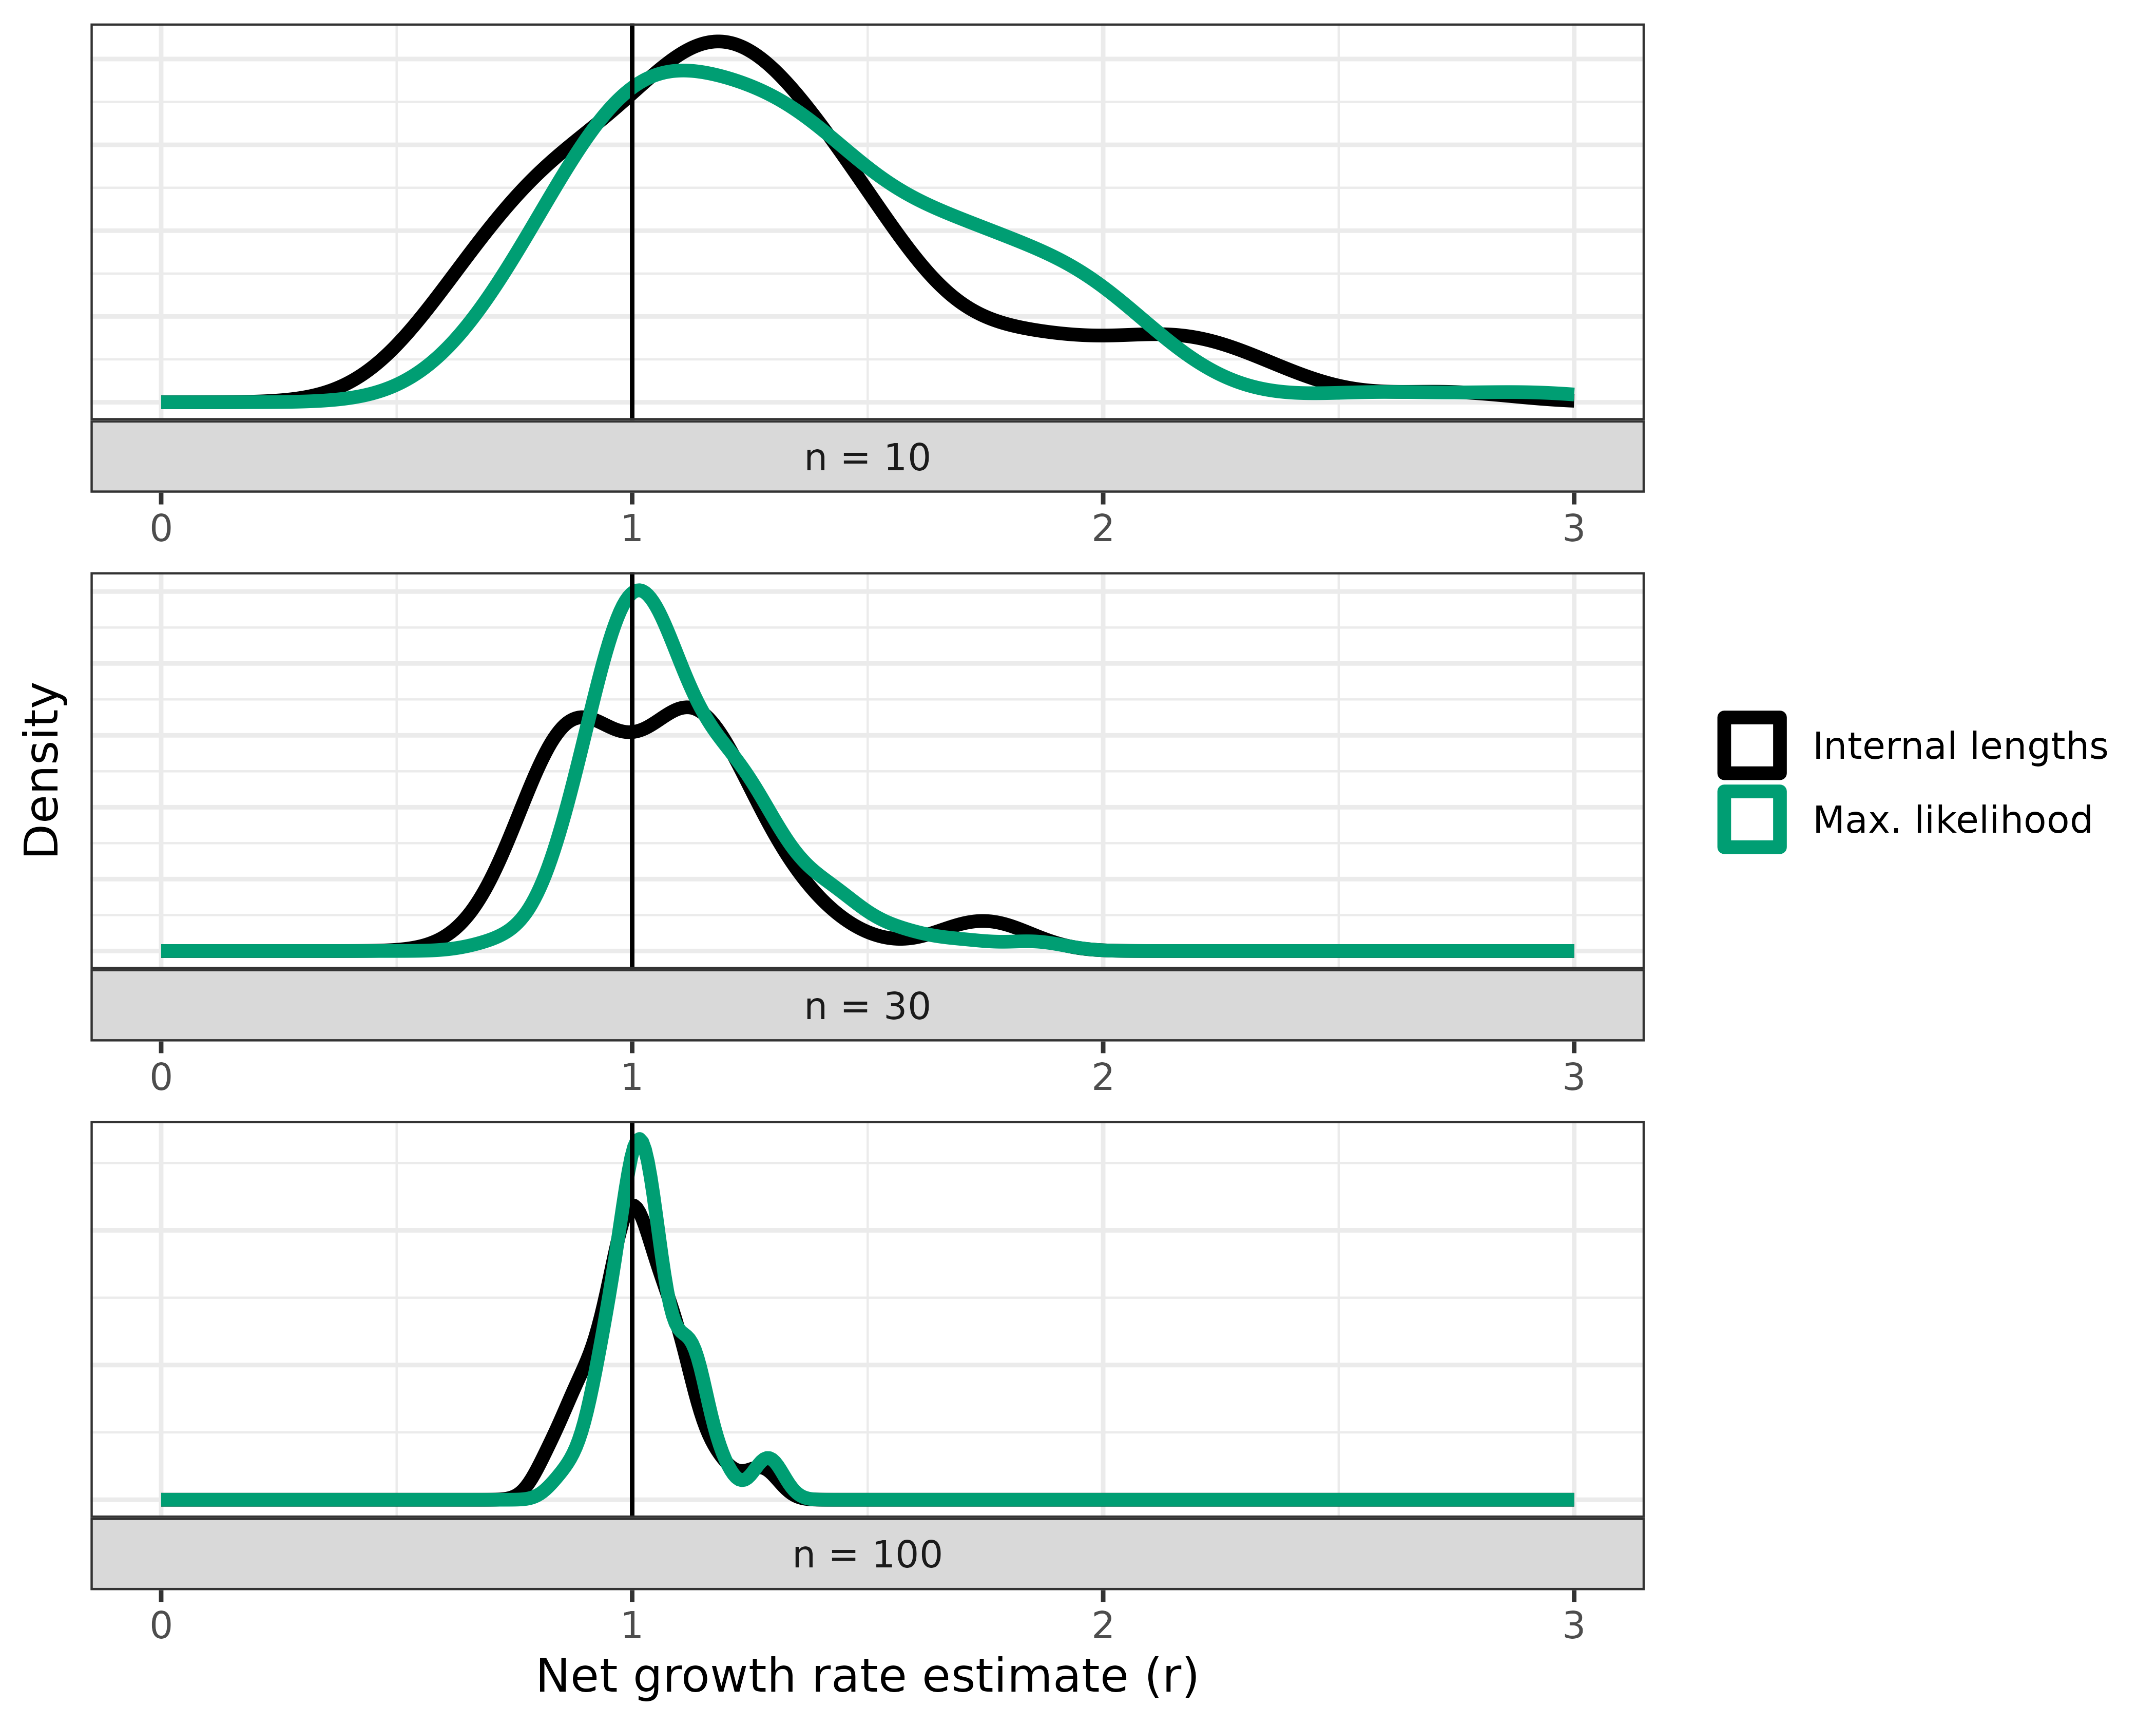 n = 10
0 1 2 3
n = 30
0 1 2 3
n = 100
0 1 2 3
Net growth rate estimate (r)
Density
Internal lengths
Max. likelihood